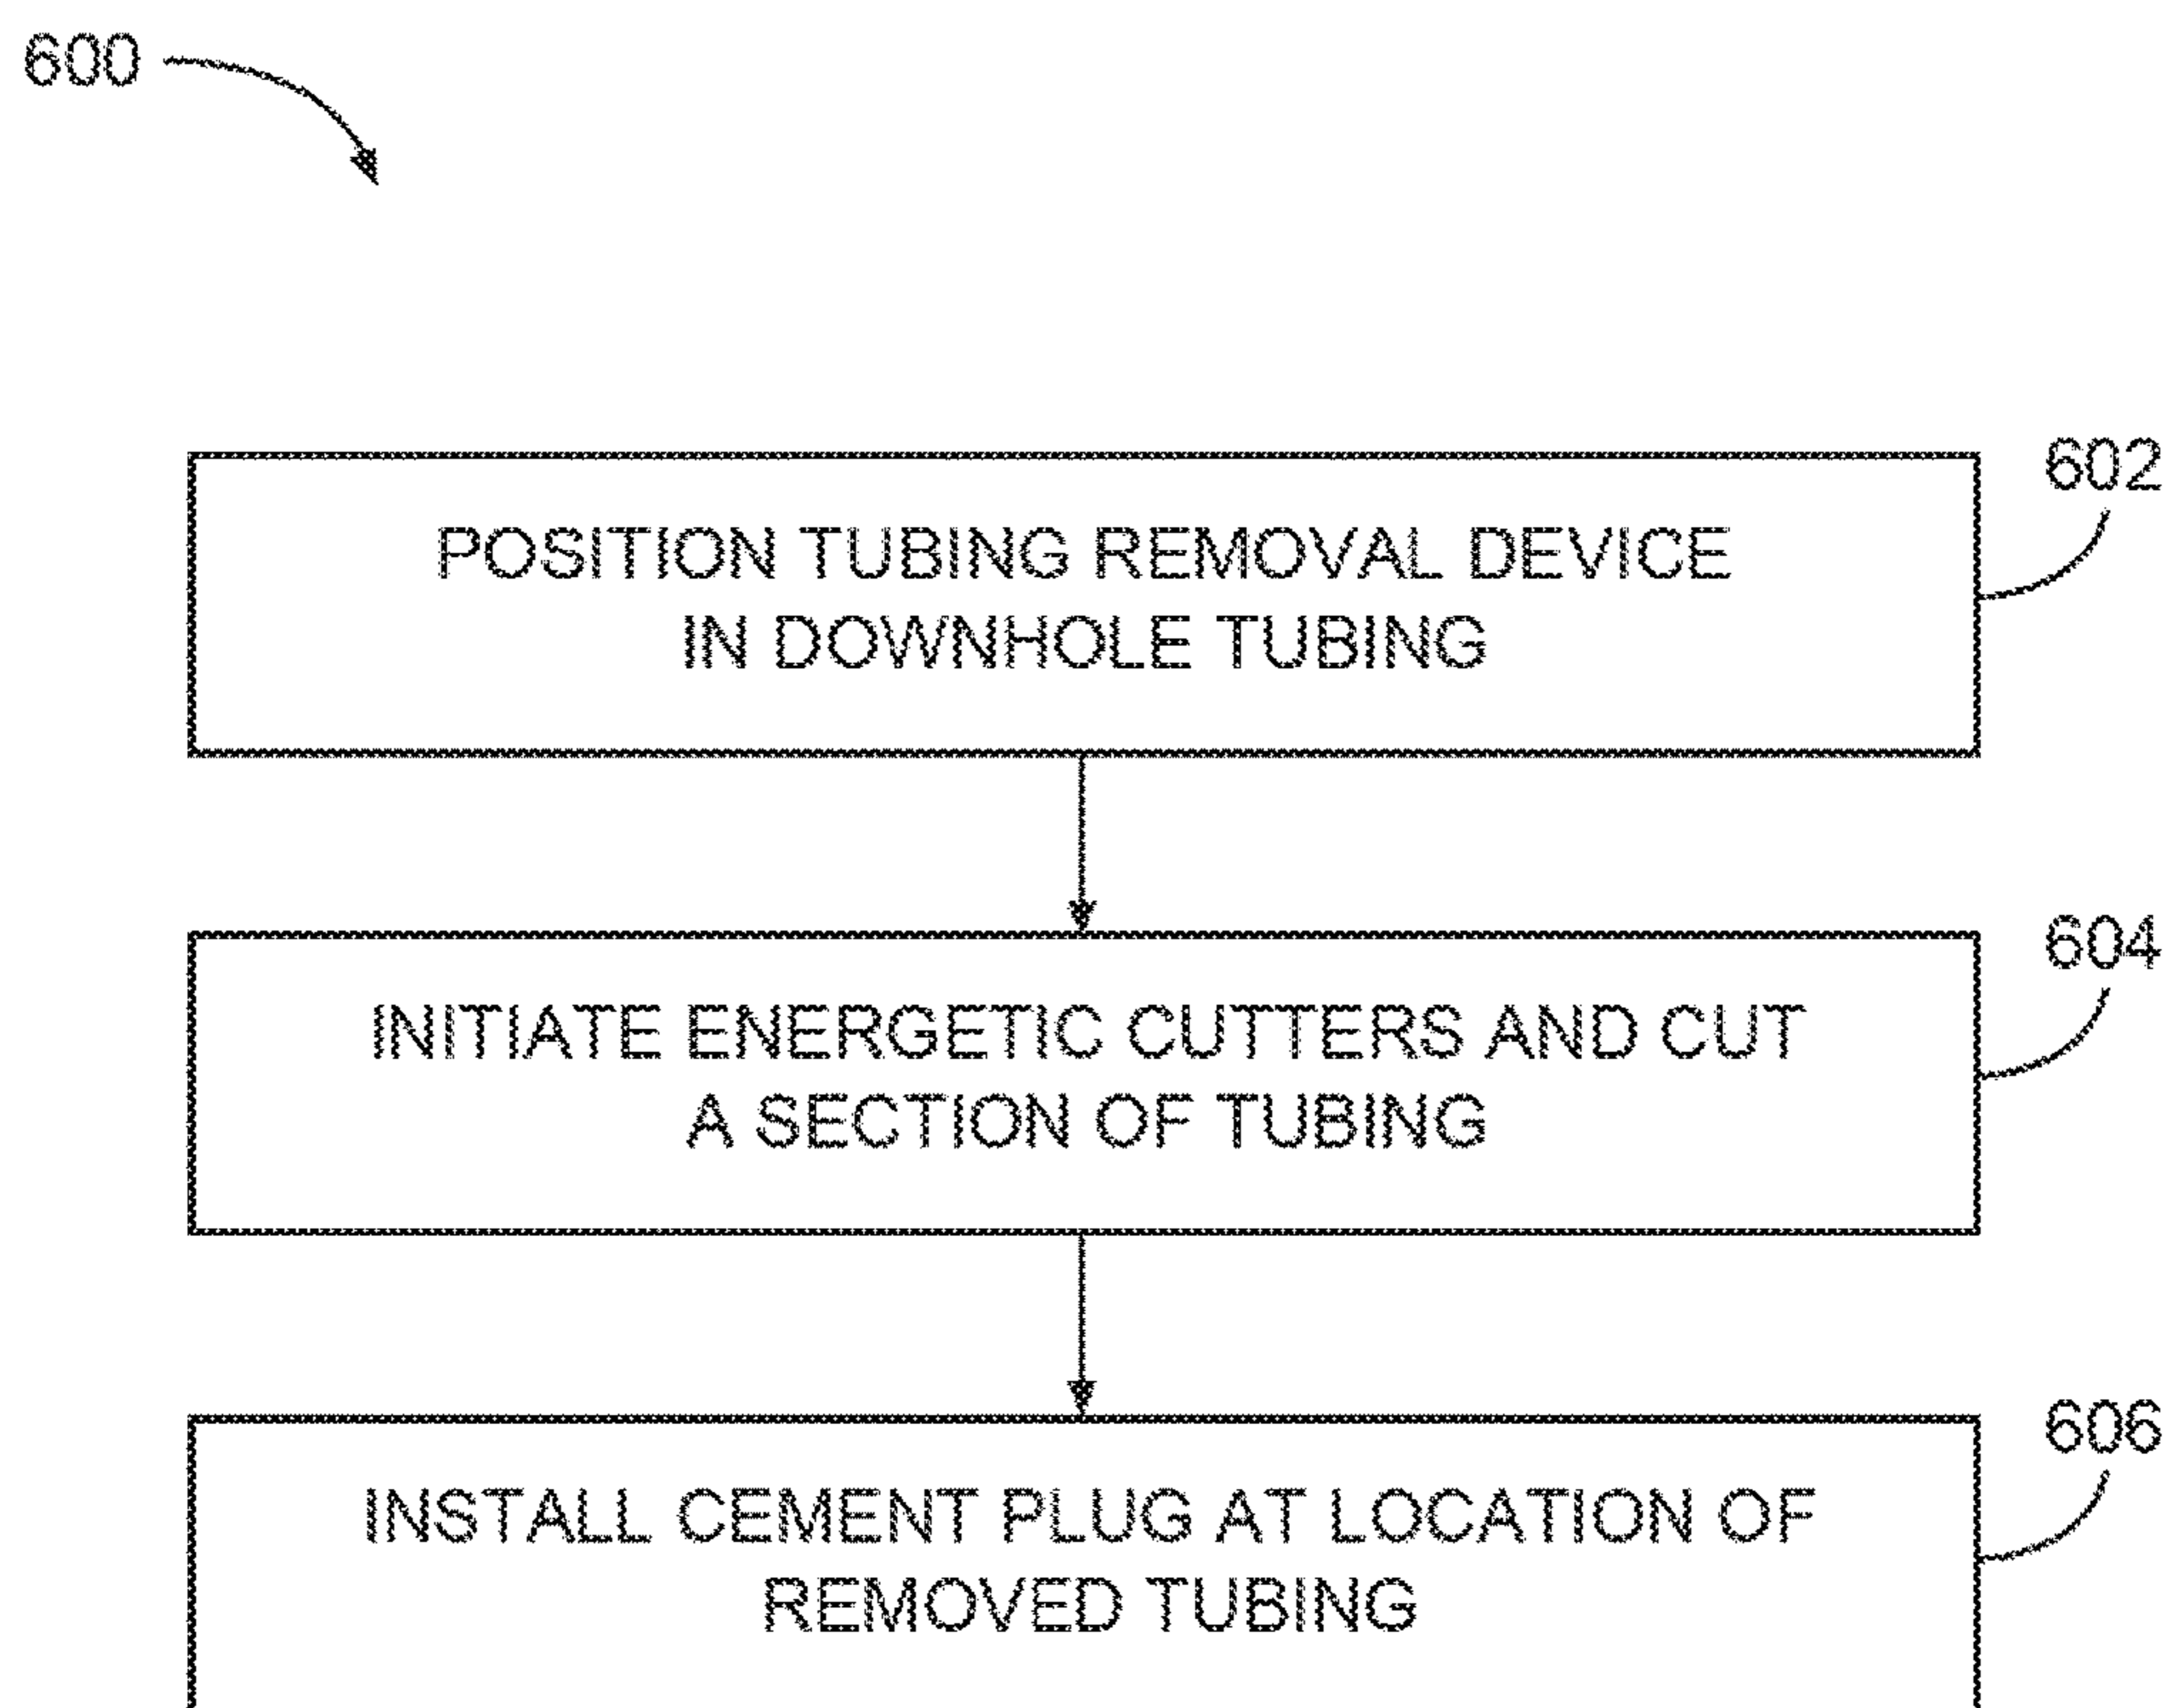 600
602
POSITION TUBING REMOVAL DEVICE
IN DOWNHOLE TUBING
604
INITIATE ENERGETIC CUTTERS AND CUT
A SECTION OF TUBING
606
INSTALL CEMENT PLUG AT LOCATION OF
REMOVED TUBING